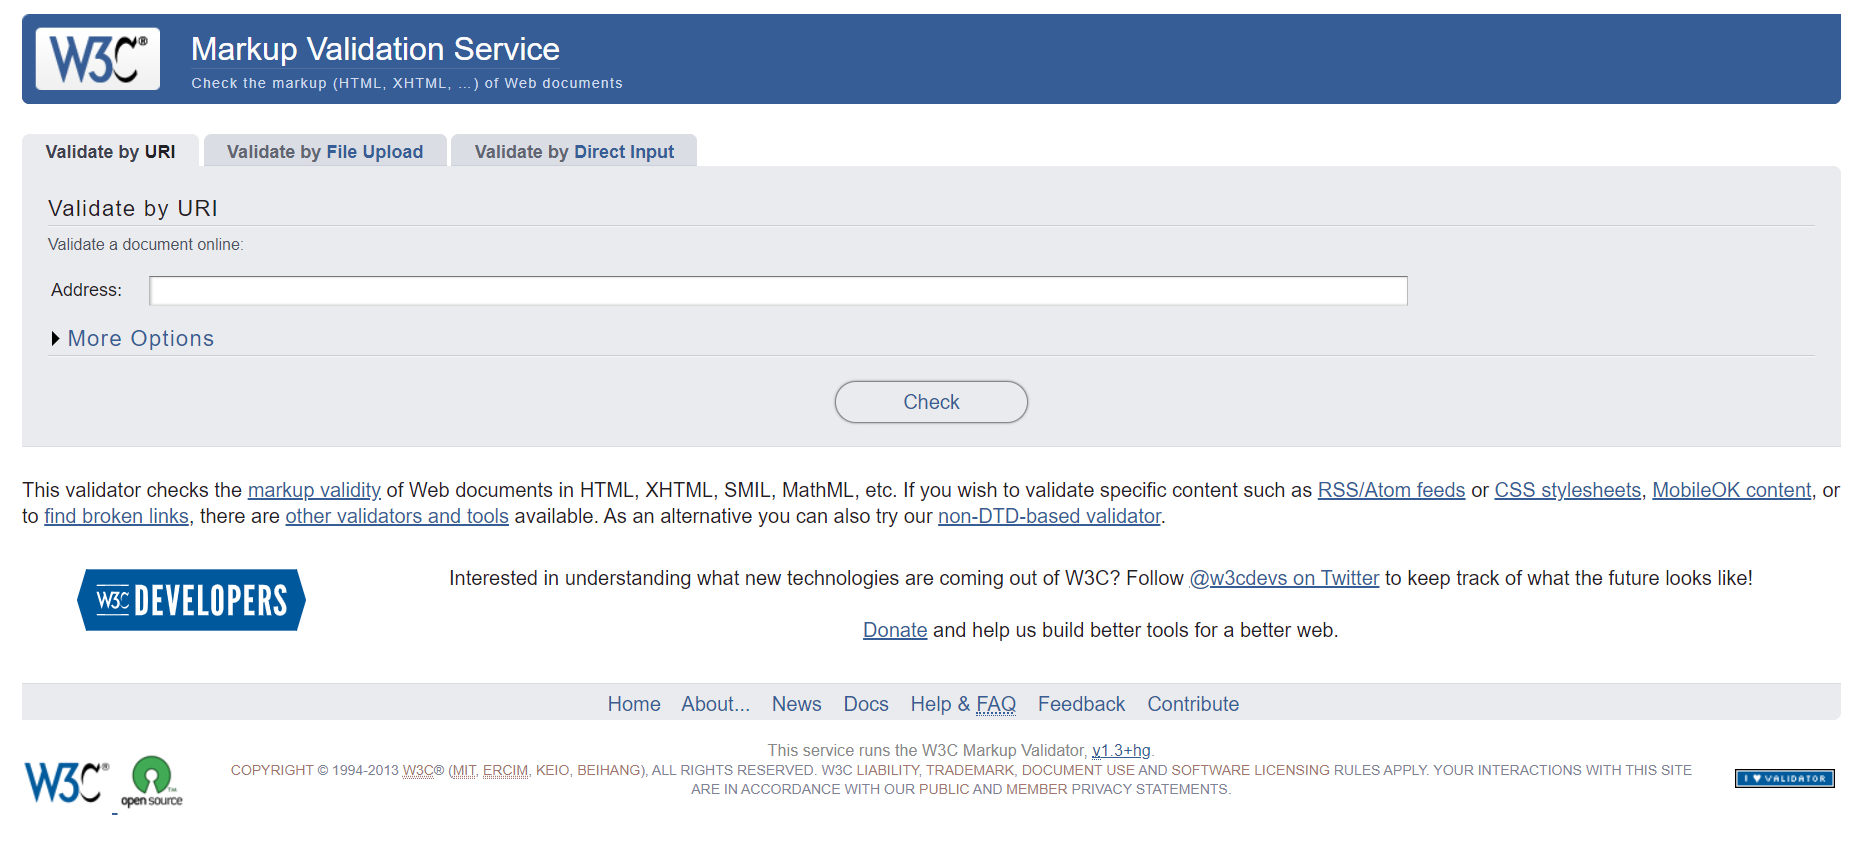 W3C®
Markup Validation Service
Check the markup (HTML, XHTML, …) of Web documents
Validate by URI
Validate by File Upload
Validate by Direct Input
Validate by URI
Validate a document online:
Address:
More Options
Check
This validator checks the markup validity of Web documents in HTML, XHTML, SMIL, MathML, etc. If you wish to validate specific content such as RSS/Atom feeds or CSS stylesheets, MobileOK content, or
to find broken links, there are other validators and tools available. As an alternative you can also try our non-DTD-based validator.
W3C DEVELOPERS
Interested in understanding what new technologies are coming out of W3C? Follow @w3cdevs on Twitter to keep track of what the future looks like!
Donate and help us build better tools for a better web.
Home About... News Docs Help & FAQ Feedback Contribute
W3C®
open source
TM
This service runs the W3C Markup Validator, v1.3+hg.
COPYRIGHT © 1994-2013 W3C® (MIT, ERCIM, KEIO, BEIHANG), ALL RIGHTS RESERVED. W3C LIABILITY, TRADEMARK, DOCUMENT USE AND SOFTWARE LICENSING RULES APPLY. YOUR INTERACTIONS WITH THIS SITE
ARE IN ACCORDANCE WITH OUR PUBLIC AND MEMBER PRIVACY STATEMENTS.
I ♥ VALIDATOR